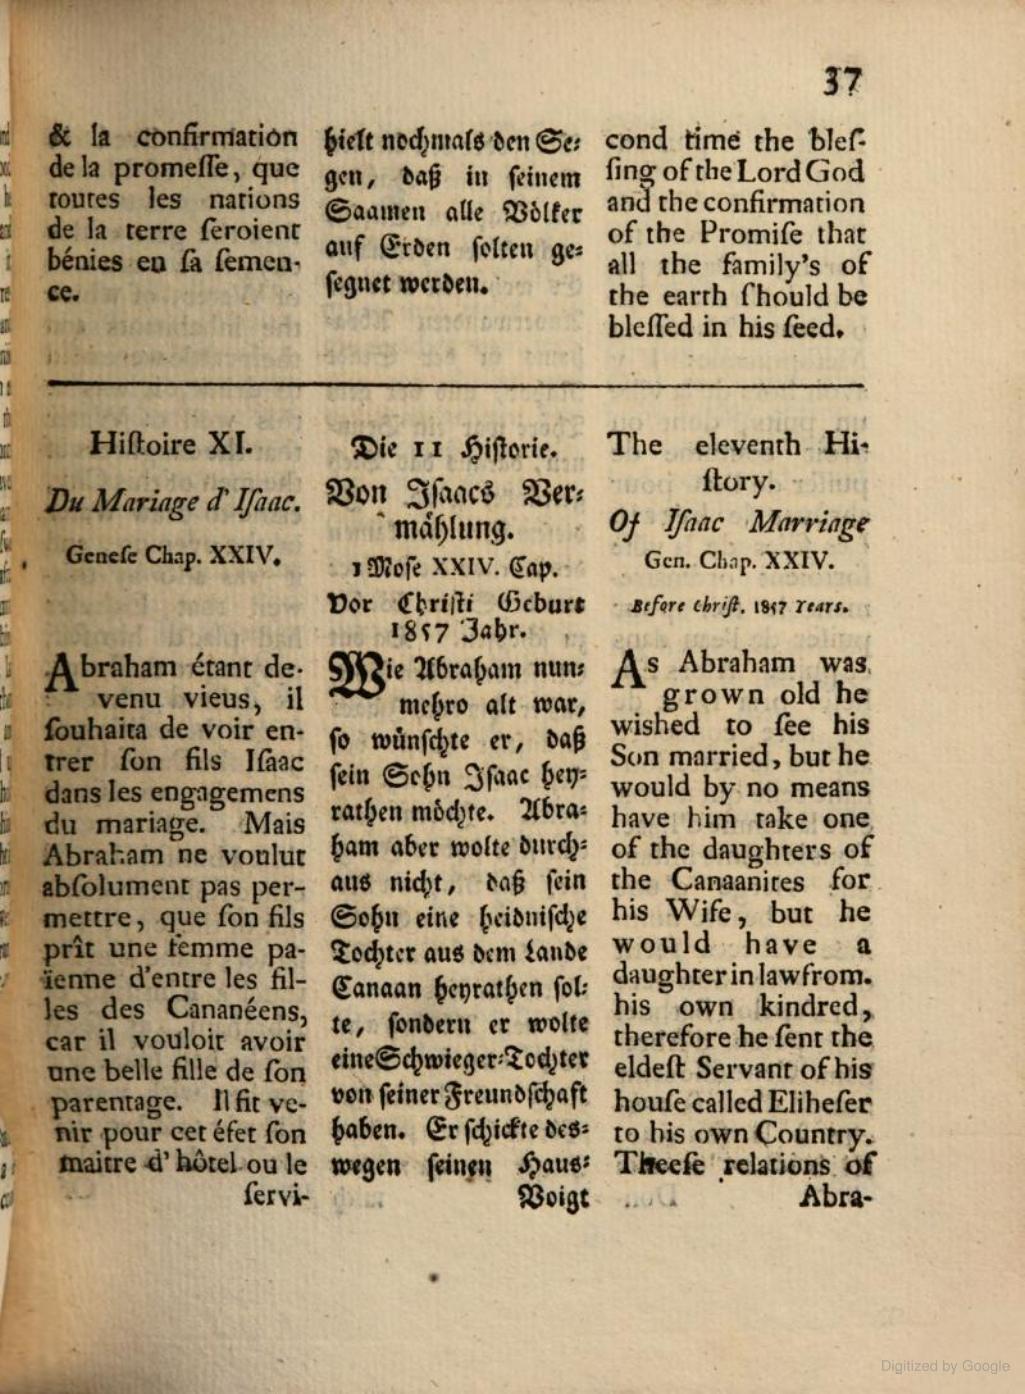 37
& la confirmation
de la promeſſe, que
toutes les nations
de la terre ſeroient
bénies en ſa ſemen-
ce.
hielt nochmals den Se-
gen, daß in ſeinem
Saamen alle Völker
auf Erden ſolten ge-
ſegnet werden.
cond time the bleſ-
ſing of the Lord God
and the confirmation
of the Promiſe that
all the family's of
the earth ſhould be
bleſſed in his ſeed.
Hiſtoire XI.
Du Mariage d' Iſaac.
Geneſe Chap. XXIV.
Abraham étant de-
venu vieus, il
ſouhaita de voir en-
trer ſon fils Iſaac
dans les engagemens
du mariage. Mais
Abraham ne voulut
abſolument pas per-
mettre, que ſon fils
prît une femme pa-
ïenne d'entre les fil-
les des Cananéens,
car il vouloit avoir
une belle fille de ſon
parentage. Il fit ve-
nir pour cet éfet ſon
maitre d' hôtel ou le
ſervi-
Die 11 Hiſtorie.
Von Iſaacs Ver-
mählung.
1 Moſe XXIV. Cap.
Vor Chriſti Geburt
1857 Jahr.
Wie Abraham nun-
mehro alt war,
ſo wünſchte er, daß
ſein Sohn Iſaac hey-
rathen möchte. Abra-
ham aber wolte durch-
aus nicht, daß ſein
Sohn eine heidniſche
Tochter aus dem Lande
Canaan heyrathen ſol-
te, ſondern er wolte
eine Schwieger-Tochter
von ſeiner Freundſchaft
haben. Er ſchickte des-
wegen ſeinen Haus-
Voigt
The eleventh Hi-
ſtory.
Of Iſaac Marriage
Gen. Chap. XXIV.
Before Chriſt. 1857 Years.
As Abraham was
grown old he
wished to ſee his
Son married, but he
would by no means
have him take one
of the daughters of
the Canaanites for
his Wife, but he
would have a
daughter in law from.
his own kindred,
therefore he ſent the
eldeſt Servant of his
houſe called Eliheſer
to his own Country.
Theeſe relations of
Abra-
Digitized by Google